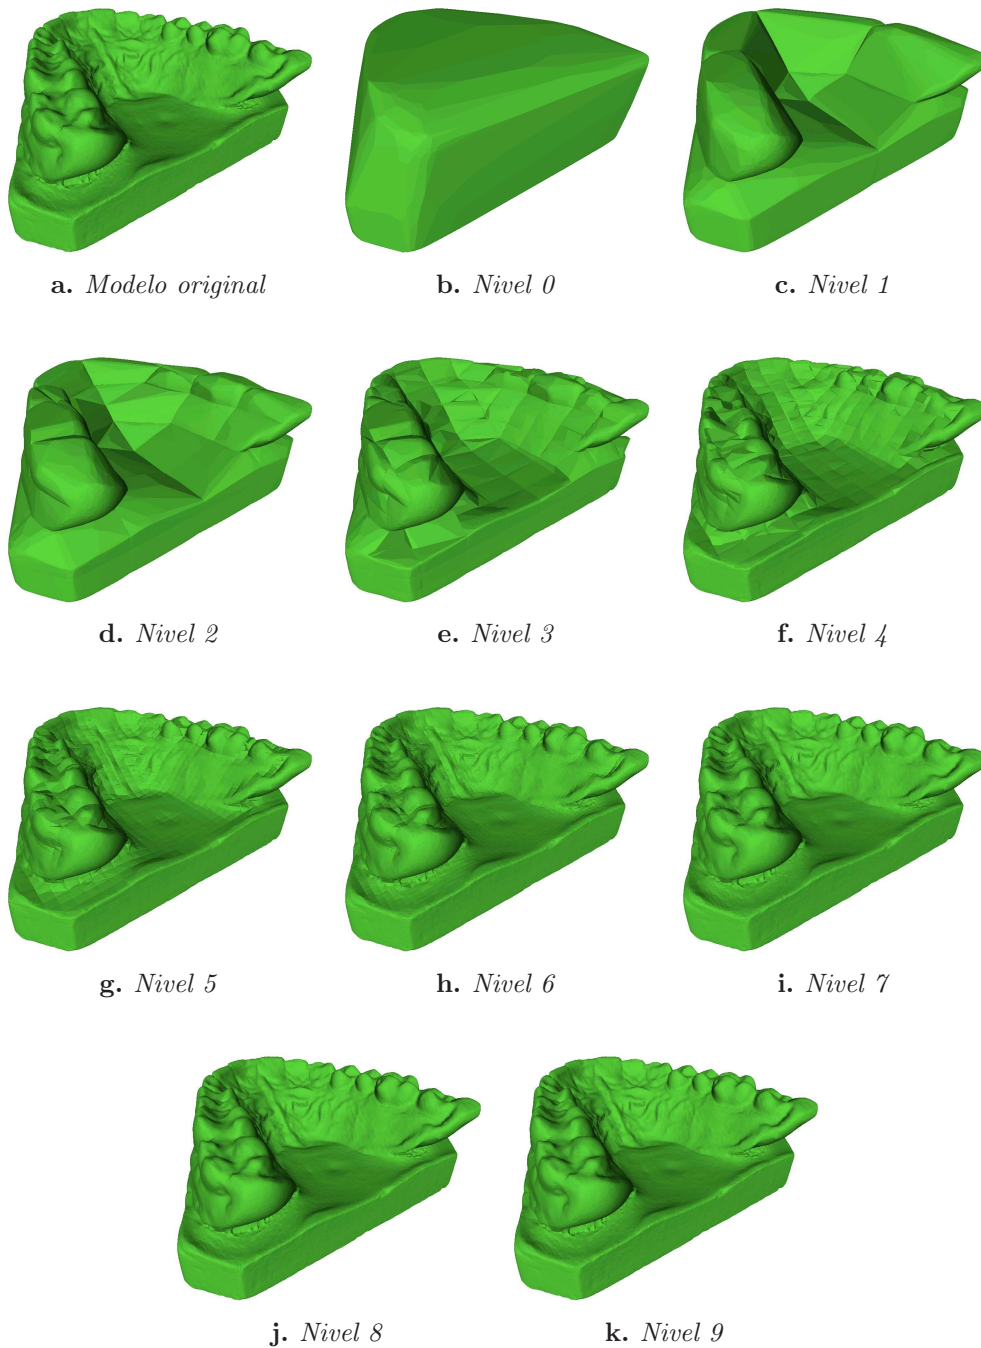 a. Modelo original
b. Nivel 0
c. Nivel 1
d. Nivel 2
e. Nivel 3
f. Nivel 4
g. Nivel 5
h. Nivel 6
i. Nivel 7
j. Nivel 8
k. Nivel 9